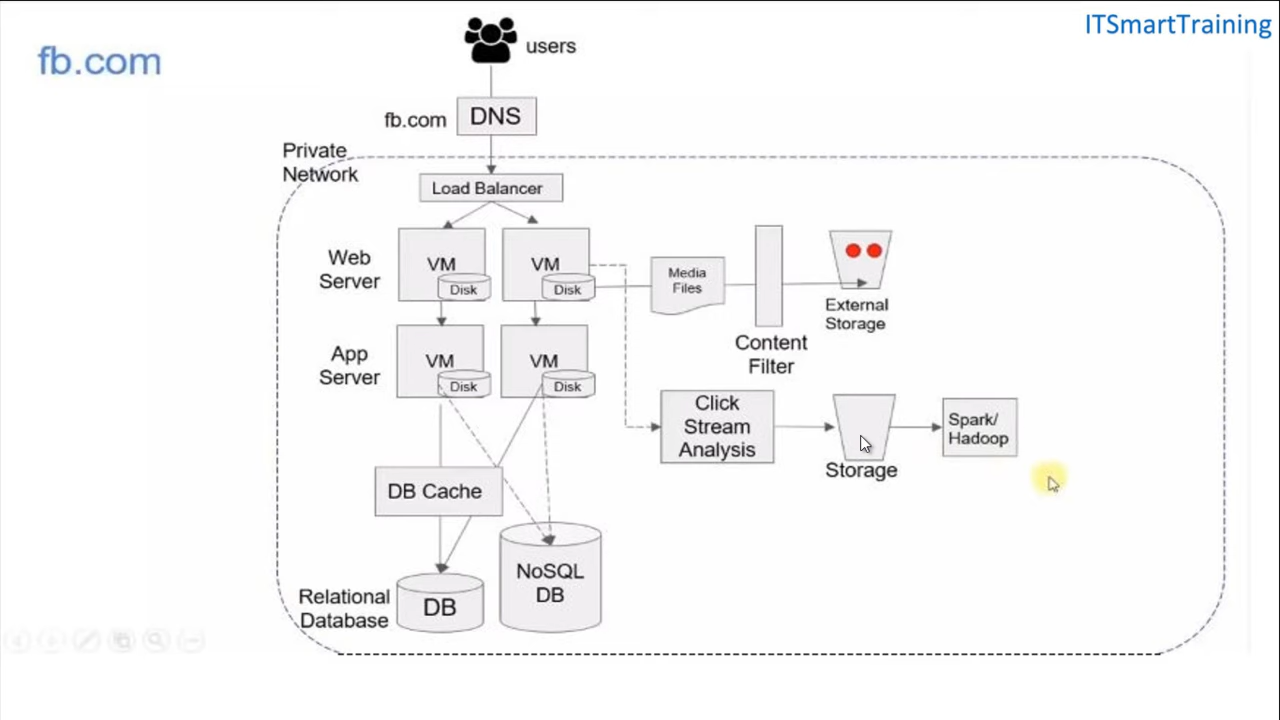 ITSmartTraining
fb.com
users
fb.com
DNS
Private
Network
Load Balancer
Web
Server
VM
Disk
VM
Disk
Media
Files
Content
Filter
External
Storage
App
Server
VM
Disk
VM
Disk
Click
Stream
Analysis
Storage
Spark/
Hadoop
DB Cache
Relational
Database
DB
NoSQL
DB